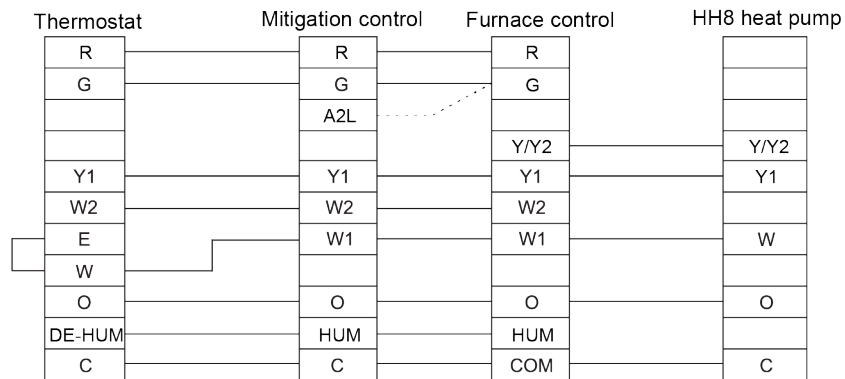 Thermostat Mitigation control Furnace control HH8 heat pump
R R R
G G G
A2L
Y/Y2 Y/Y2
Y1 Y1 Y1 Y1
W2 W2 W2
E W1 W1 W
W
O O O O
DE-HUM HUM HUM
C C COM C